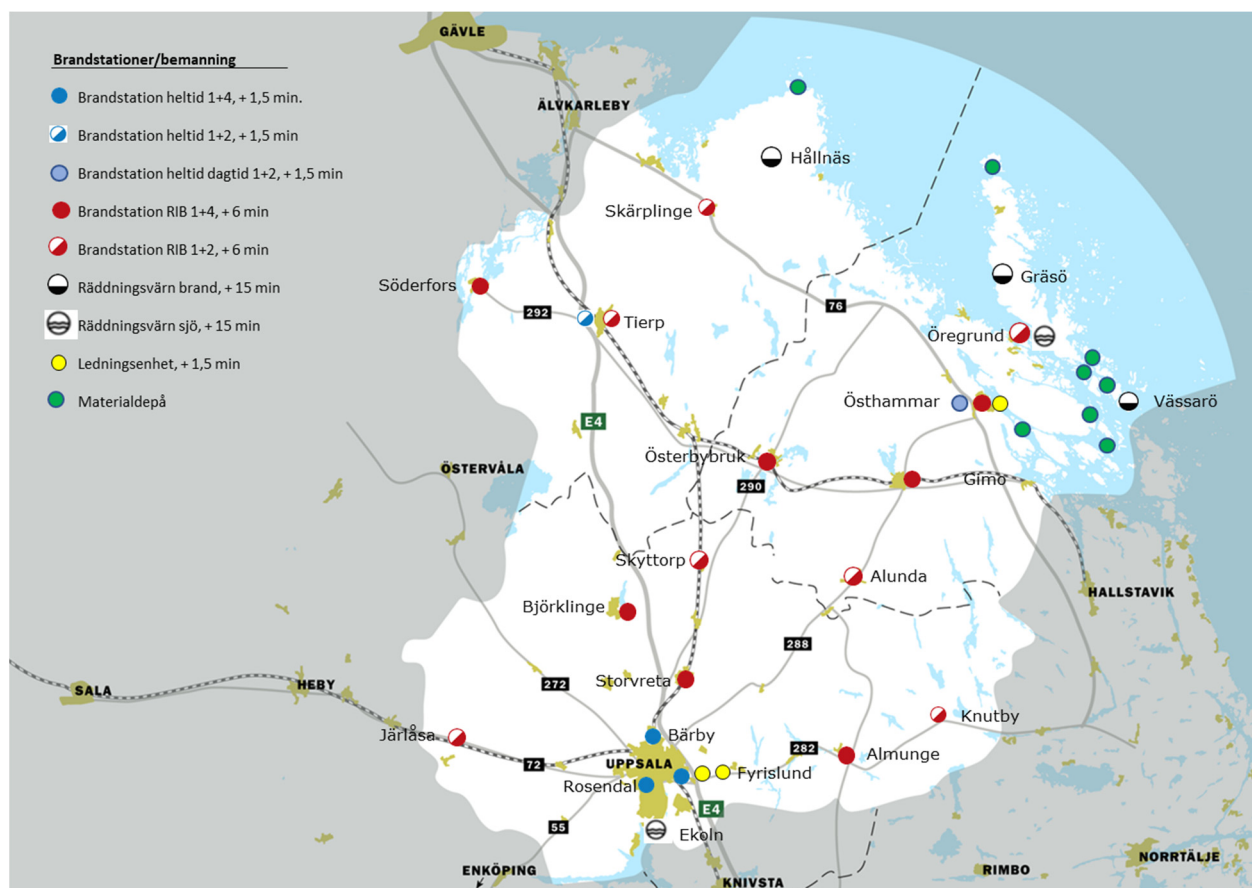 GÄVLE
Brandstationer/bemanning
Brandstation heltid 1+4, + 1,5 min.
Brandstation heltid 1+2, + 1,5 min
Brandstation heltid dagtid 1+2, + 1,5 min
Brandstation RIB 1+4, + 6 min
Brandstation RIB 1+2, + 6 min
Räddningsvärn brand, + 15 min
Räddningsvärn sjö, + 15 min
Ledningsenhet, + 1,5 min
Materialdepå
ÄLVKARLEBY
Hållnäs
Skärplinge
Gräsö
Söderfors
292
76
Tierp
Öregrund
Östhammar
Vässarö
E4
Österbybruk
ÖSTERVÅLA
290
Gimo
Skyttorp
Alunda
HALLSTAVIK
Björklinge
288
Storvreta
272
SALA
HEBY
Knutby
Järlåsa
Bärby
282
Almunge
72
UPPSALA
Fyrislund
Rosendal
E4
55
Ekoln
ENKÖPING
KNIVSTA
RIMBO
NORRTÄLJE